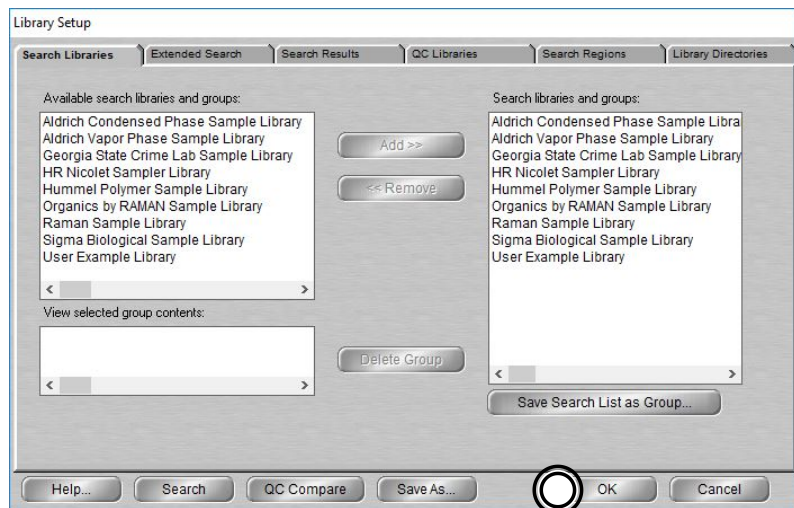 Library Setup
Search Libraries
Extended Search
Search Results
QC Libraries
Search Regions
Library Directories
Available search libraries and groups:
Aldrich Condensed Phase Sample Library
Aldrich Vapor Phase Sample Library
Georgia State Crime Lab Sample Library
HR Nicolet Sampler Library
Hummel Polymer Sample Library
Organics by RAMAN Sample Library
Raman Sample Library
Sigma Biological Sample Library
User Example Library
View selected group contents:
Add >>
<< Remove
Delete Group
Search libraries and groups:
Aldrich Condensed Phase Sample Libra
Aldrich Vapor Phase Sample Library
Georgia State Crime Lab Sample Library
HR Nicolet Sampler Library
Hummel Polymer Sample Library
Organics by RAMAN Sample Library
Raman Sample Library
Sigma Biological Sample Library
User Example Library
Save Search List as Group...
Help...
Search
QC Compare
Save As...
OK
Cancel